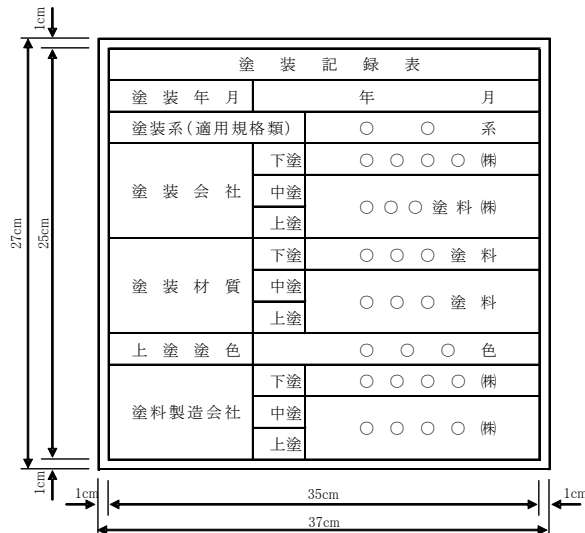 1cm
塗装記録表
塗装年月 年 月
塗装系(適用規格類) ○ ○ 系
塗装会社 下塗 ○○○○㈱
中塗
○○○塗料㈱
上塗
塗装材質 下塗 ○○○塗料
中塗
○○○塗料
上塗
上塗塗色 ○○○色
塗料製造会社 下塗 ○○○○㈱
中塗
○○○○㈱
上塗
27cm
25cm
1cm
1cm
35cm
1cm
37cm